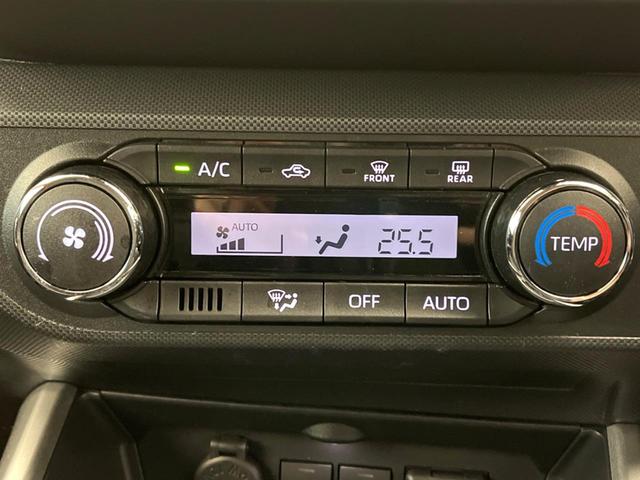 A/C
FRONT
REAR
AUTO
25.5
TEMP
OFF
AUTO